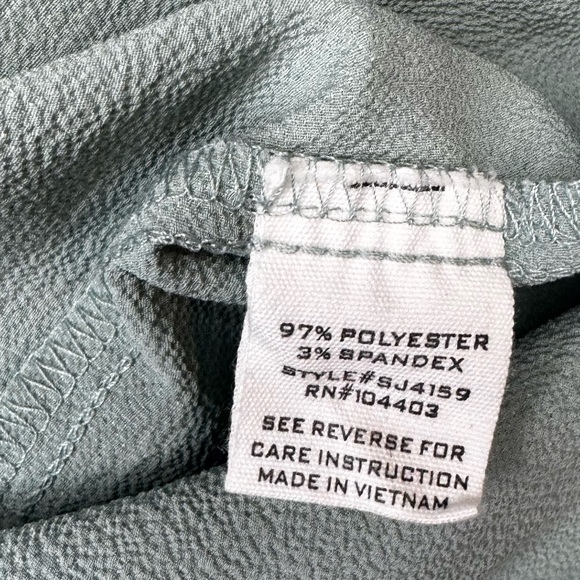 97% POLYESTER
3% SPANDEX
STYLE#SJ4159
RN#104403
SEE REVERSE FOR
CARE INSTRUCTION
MADE IN VIETNAM